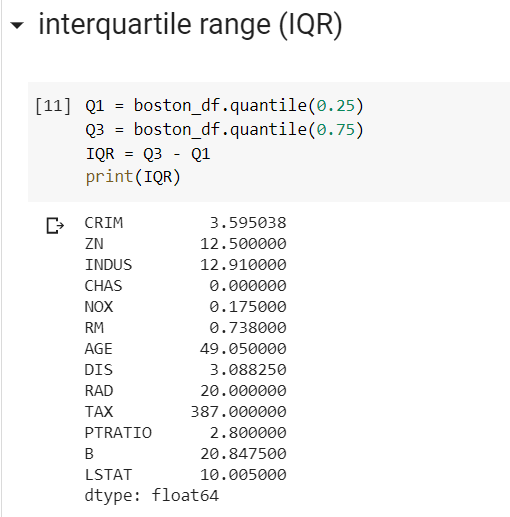 interquartile range (IQR)
[11] Q1 = boston_df.quantile(0.25)
Q3 = boston_df.quantile(0.75)
IQR = Q3 - Q1
print(IQR)
CRIM 3.595038
ZN 12.500000
INDUS 12.910000
CHAS 0.000000
NOX 0.175000
RM 0.738000
AGE 49.050000
DIS 3.088250
RAD 20.000000
TAX 387.000000
PTRATIO 2.800000
B 20.847500
LSTAT 10.005000
dtype: float64